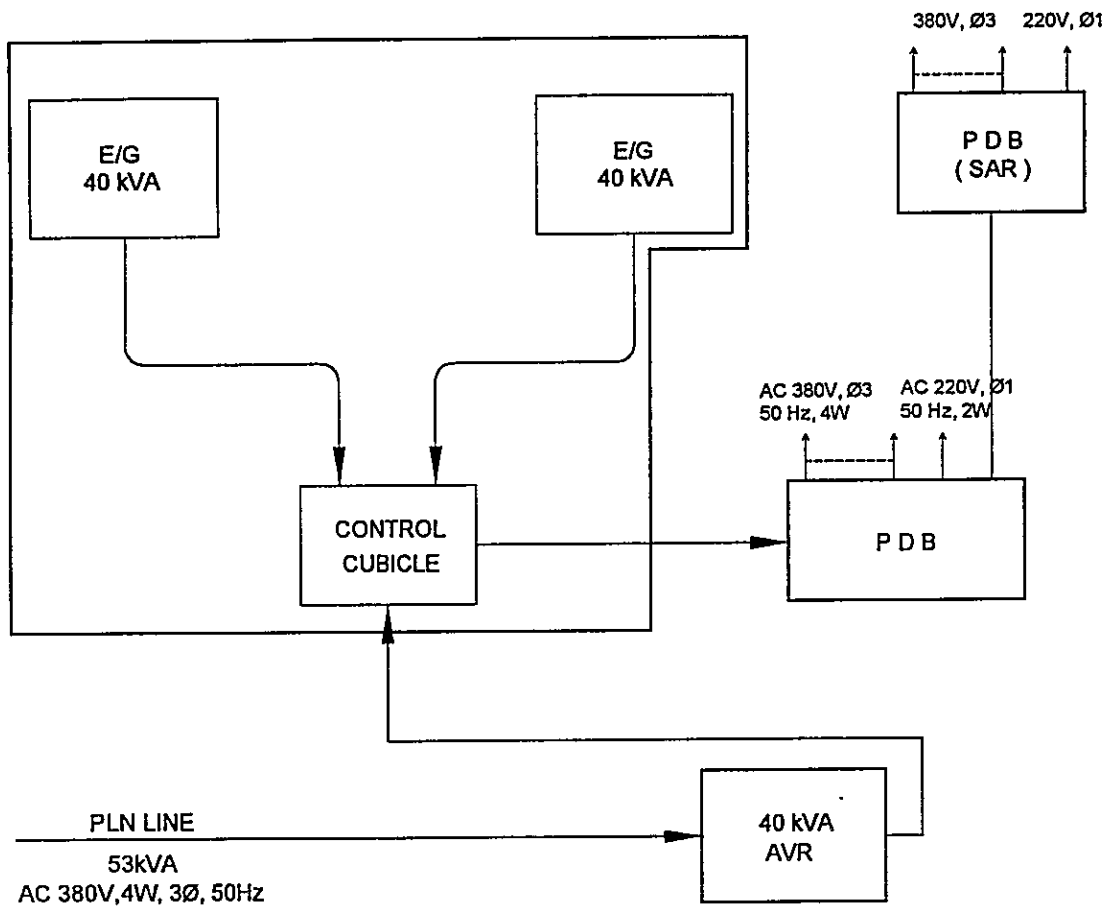 380V, Ø3 220V, Ø1
E/G
40 kVA
E/G
40 kVA
P D B
( SAR )
AC 380V, Ø3
50 Hz, 4W
AC 220V, Ø1
50 Hz, 2W
CONTROL
CUBICLE
P D B
PLN LINE
53kVA
AC 380V,4W, 3Ø, 50Hz
40 kVA
AVR